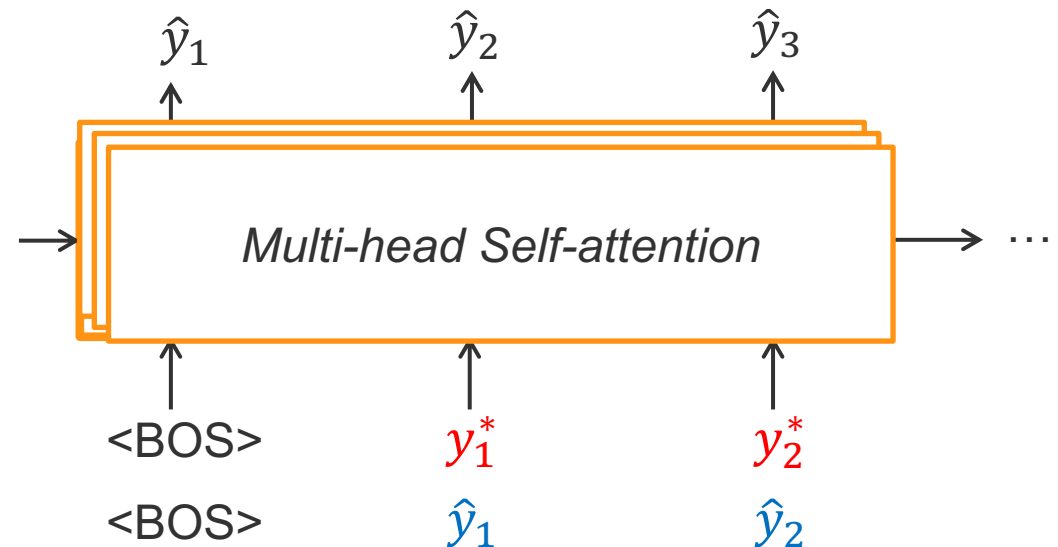 ŷ₁ ŷ₂ ŷ₃
Multi-head Self-attention ⋯
<BOS> y₁* y₂*
<BOS> ŷ₁ ŷ₂